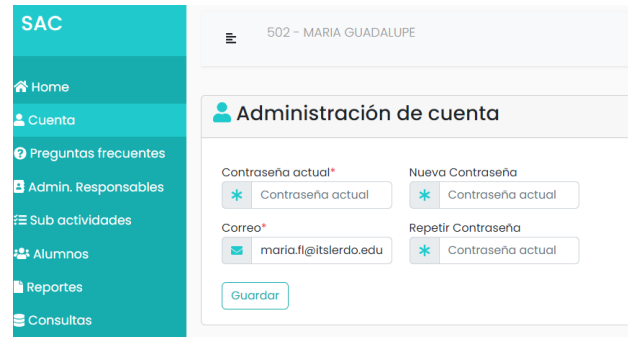 SAC
502 - MARIA GUADALUPE
Home
Cuenta
Preguntas frecuentes
Admin. Responsables
Sub actividades
Alumnos
Reportes
Consultas
Administración de cuenta
Contraseña actual*
Nueva Contraseña
Contraseña actual
Contraseña actual
Correo*
Repetir Contraseña
maria.fl@itslerdo.edu
Contraseña actual
Guardar